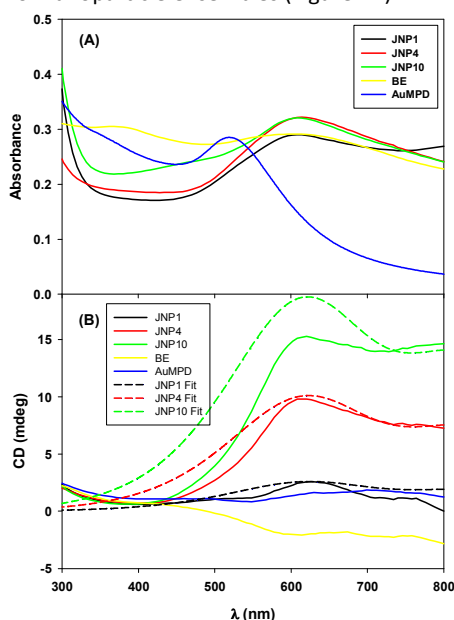 (A)
JNP1
JNP4
JNP10
BE
AuMPD
0.5
0.4
0.3
0.2
0.1
0.0
Absorbance
(B)
JNP1
JNP4
JNP10
BE
AuMPD
JNP1 Fit
JNP4 Fit
JNP10 Fit
15
10
5
0
-5
CD (mdeg)
300 400 500 600 700 800
λ (nm)